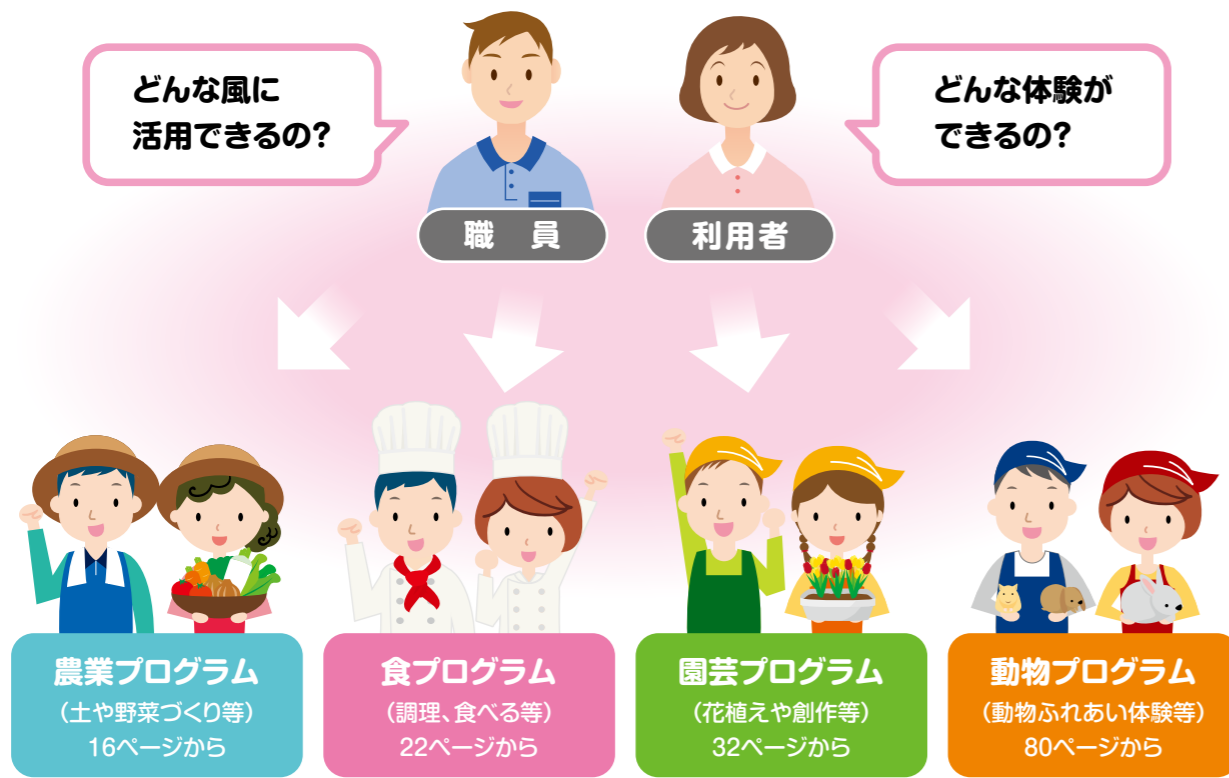 どんな風に
活用できるの?
どんな体験が
できるの?
職 員
利用者
農業プログラム
(土や野菜づくり等)
16ページから
食プログラム
(調理、食べる等)
22ページから
園芸プログラム
(花植えや創作等)
32ページから
動物プログラム
(動物ふれあい体験等)
80ページから